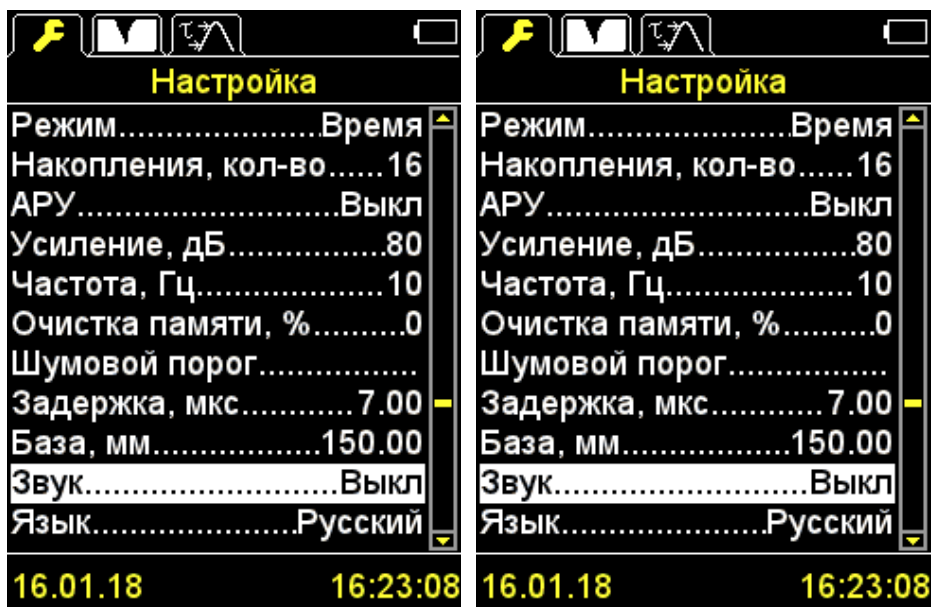 Настройка
Режим.....................Время
Накопления, кол-во......16
АРУ..........................Выкл
Усиление, дБ................80
Частота, Гц...................10
Очистка памяти, %..........0
Шумовой порог.................
Задержка, мкс............7.00
База, мм.................150.00
Звук.........................Выкл
Язык.....................Русский
16.01.18 16:23:08
Настройка
Режим.....................Время
Накопления, кол-во......16
АРУ..........................Выкл
Усиление, дБ................80
Частота, Гц...................10
Очистка памяти, %..........0
Шумовой порог.................
Задержка, мкс............7.00
База, мм.................150.00
Звук.........................Выкл
Язык.....................Русский
16.01.18 16:23:08